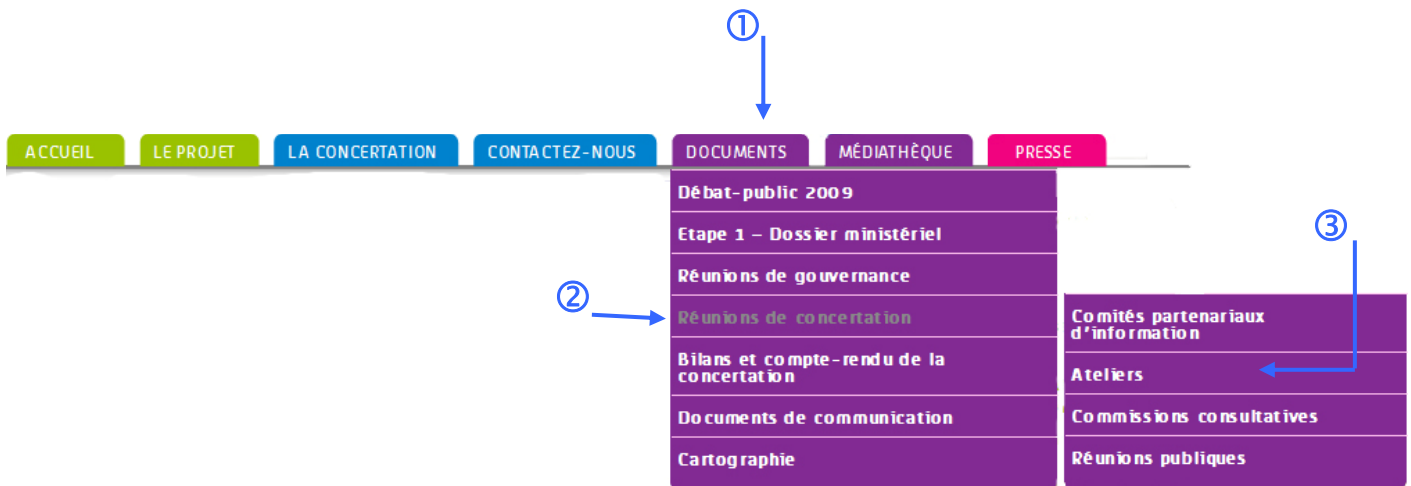 ①
ACCUEIL LE PROJET LA CONCERTATION CONTACTEZ-NOUS DOCUMENTS MÉDIATHÈQUE PRESSE
Débat-public 2009
Etape 1 – Dossier ministériel
③
Réunions de gouvernance
②
Réunions de concertation
Bilans et compte-rendu de la
concertation
Documents de communication
Cartographie
Comités partenariaux
d'information
Ateliers
Commissions consultatives
Réunions publiques